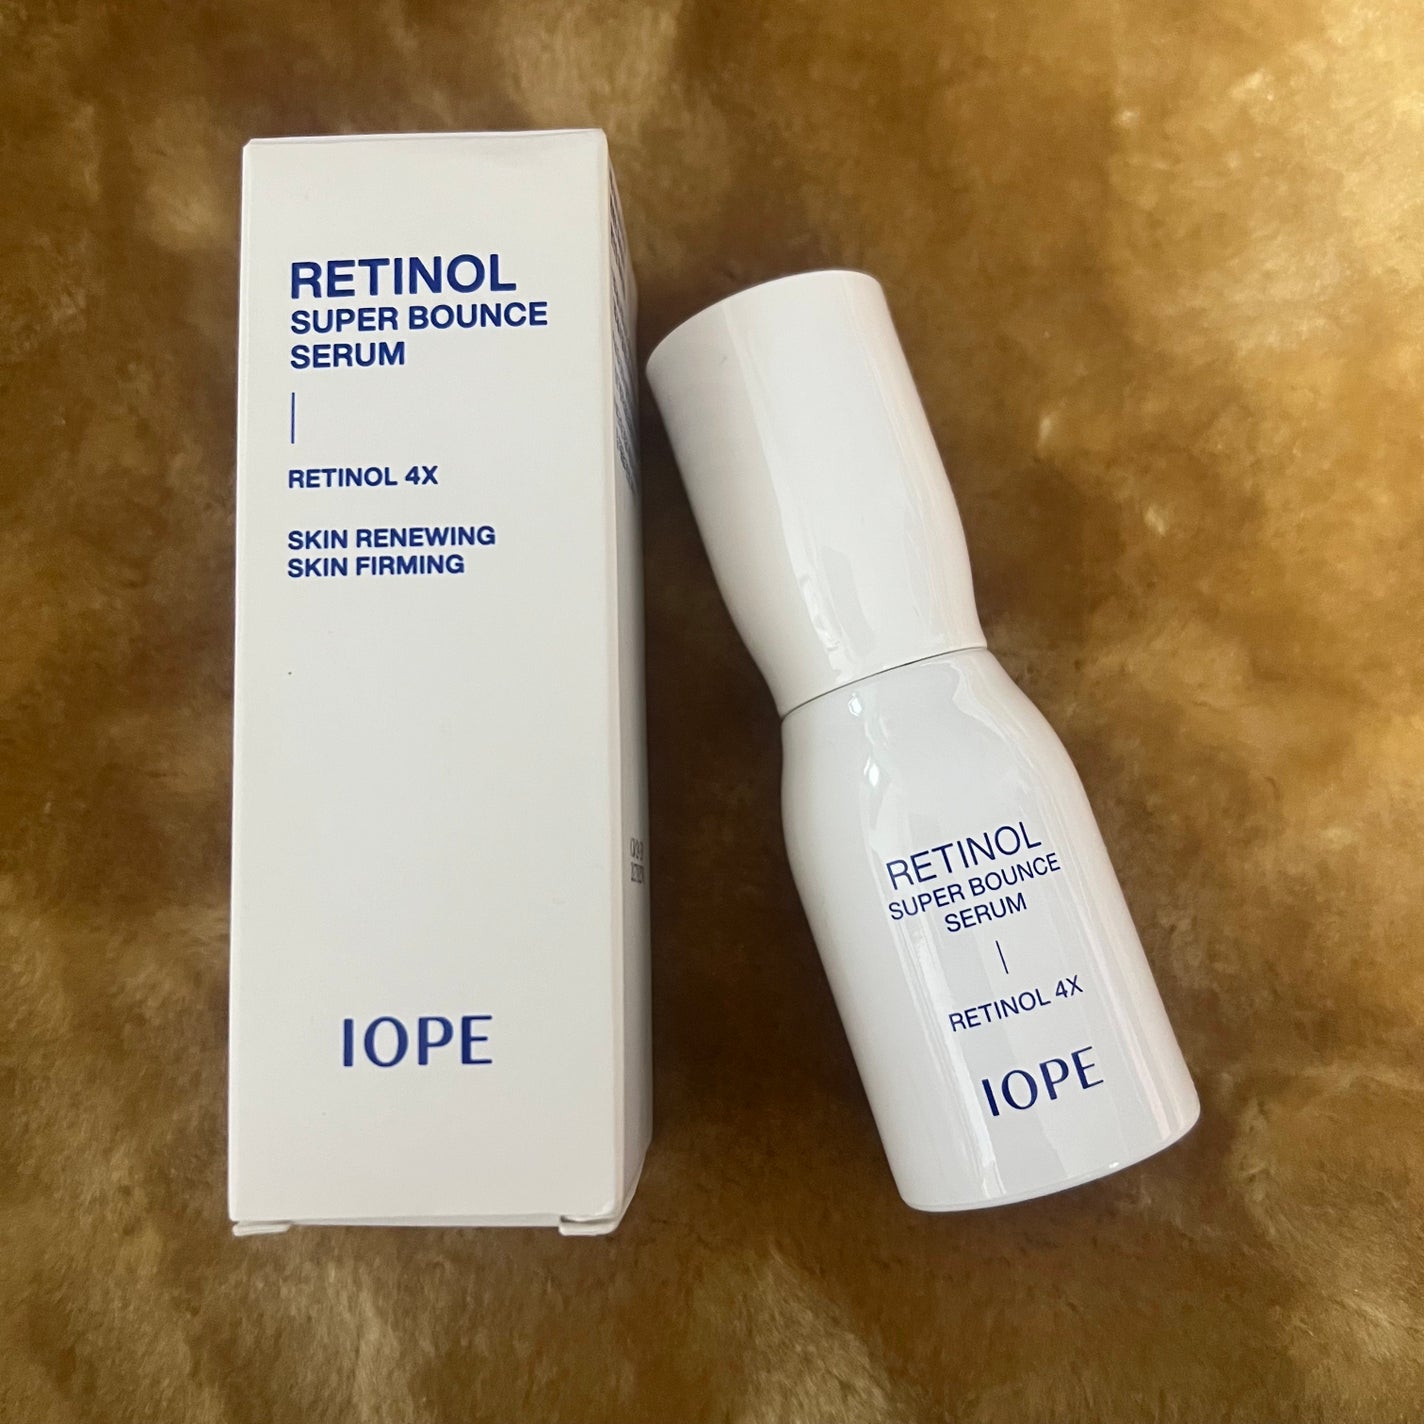 RETINOL
SUPER BOUNCE
SERUM
RETINOL 4X
SKIN RENEWING
SKIN FIRMING
IOPE
RETINOL
SUPER BOUNCE
SERUM
RETINOL 4X
IOPE